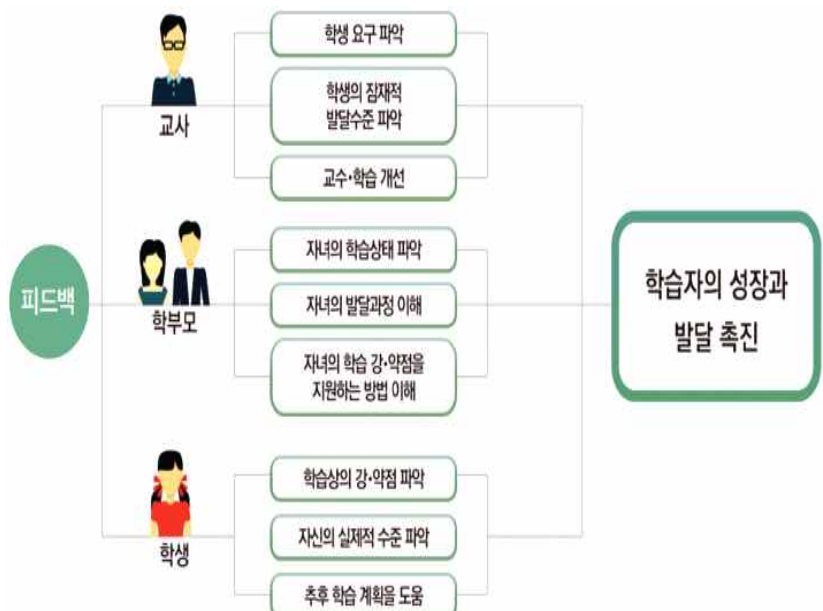 피드백
교사
학생 요구 파악
학생의 잠재적
발달수준 파악
교수·학습 개선
학부모
자녀의 학습상태 파악
자녀의 발달과정 이해
자녀의 학습 강·약점을
지원하는 방법 이해
학생
학습상의 강·약점 파악
자신의 실제적 수준 파악
추후 학습 계획을 도움
학습자의 성장과
발달 촉진